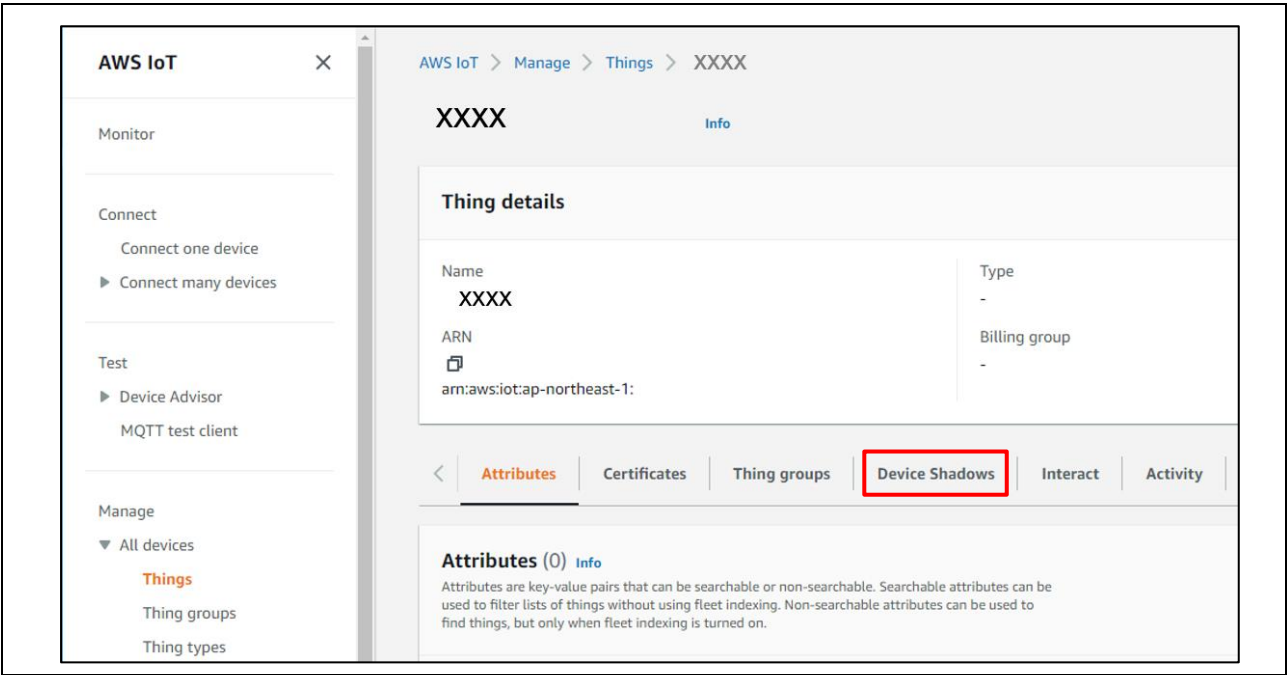 AWS IoT
Monitor
Connect
Connect one device
Connect many devices
Test
Device Advisor
MQTT test client
Manage
All devices
Things
Thing groups
Thing types
AWS IoT > Manage > Things > XXXX
XXXX Info
Thing details
Name
XXXX
ARN
arn:aws:iot:ap-northeast-1:
Type
-
Billing group
-
Attributes Certificates Thing groups Device Shadows Interact Activity
Attributes (0) Info
Attributes are key-value pairs that can be searchable or non-searchable. Searchable attributes can be
used to filter lists of things without using fleet indexing. Non-searchable attributes can be used to
find things, but only when fleet indexing is turned on.